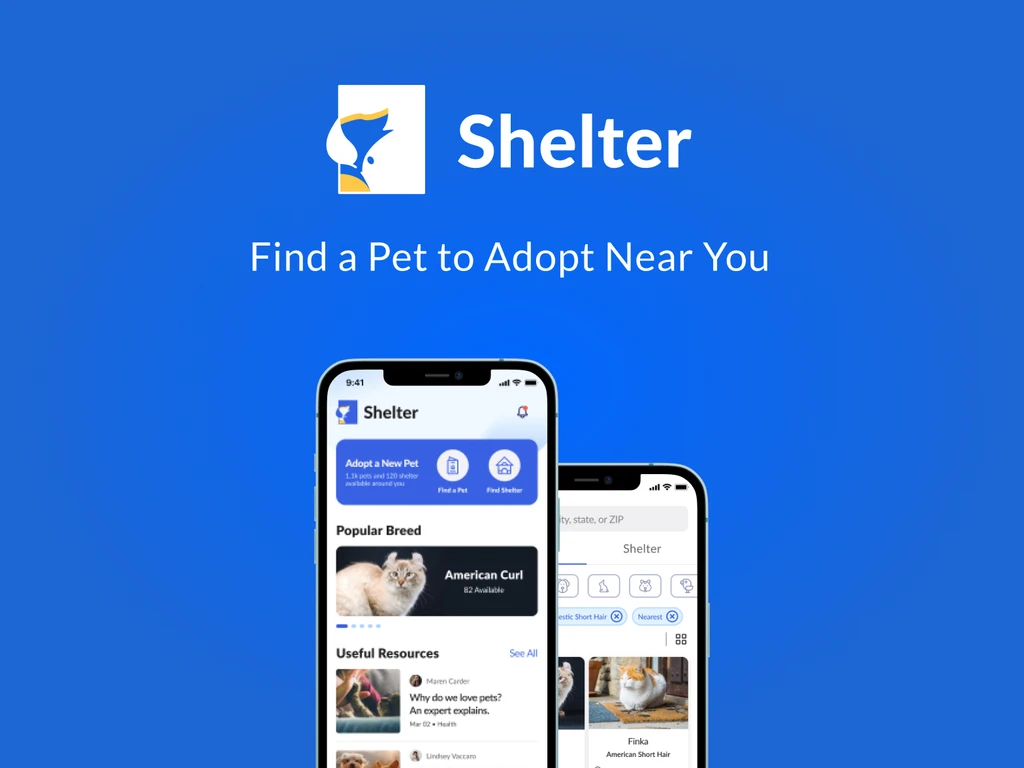 Shelter
Find a Pet to Adopt Near You
9:41
Shelter
Adopt a New Pet
1.1k pets and 120 shelter
available around you
Find a Pet
Find Shelter
Popular Breed
American Curl
82 Available
Useful Resources
See All
Maren Carder
Why do we love pets?
An expert explains.
Mar 02 • Health
Lindsey Vaccaro
ity, state, or ZIP
Shelter
estic Short Hair
Nearest
Finka
American Short Hair